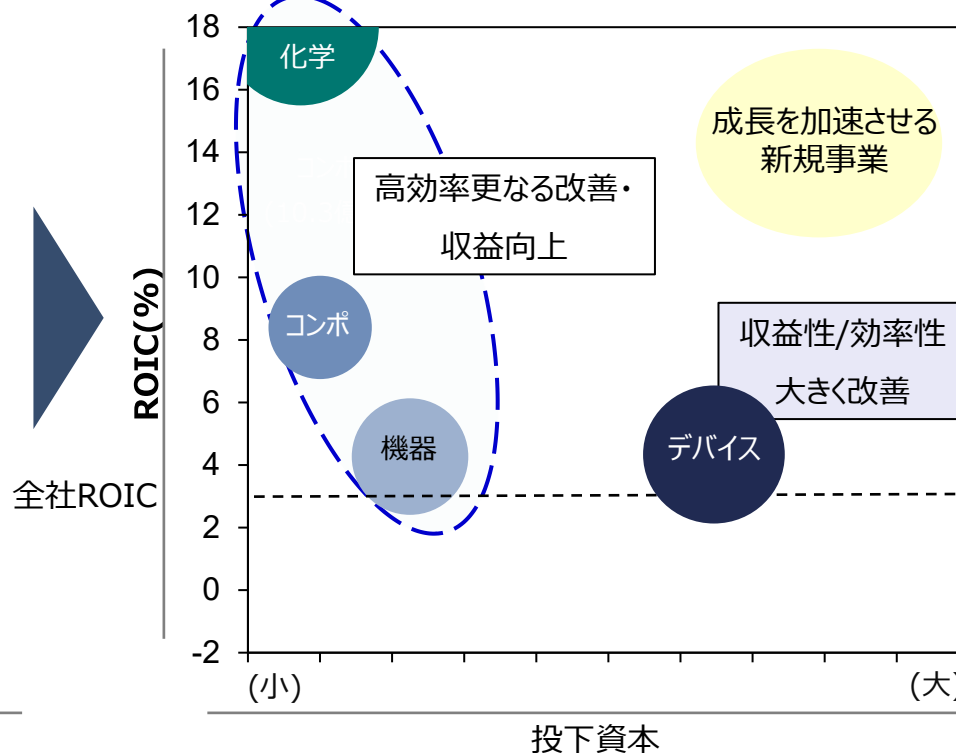 18
16
14
12
10
8
6
4
2
0
-2
ROIC(%)
全社ROIC
化学
コンポ
機器
デバイス
高効率更なる改善・
収益向上
成長を加速させる
新規事業
収益性/効率性
大きく改善
(小)
(大)
投下資本